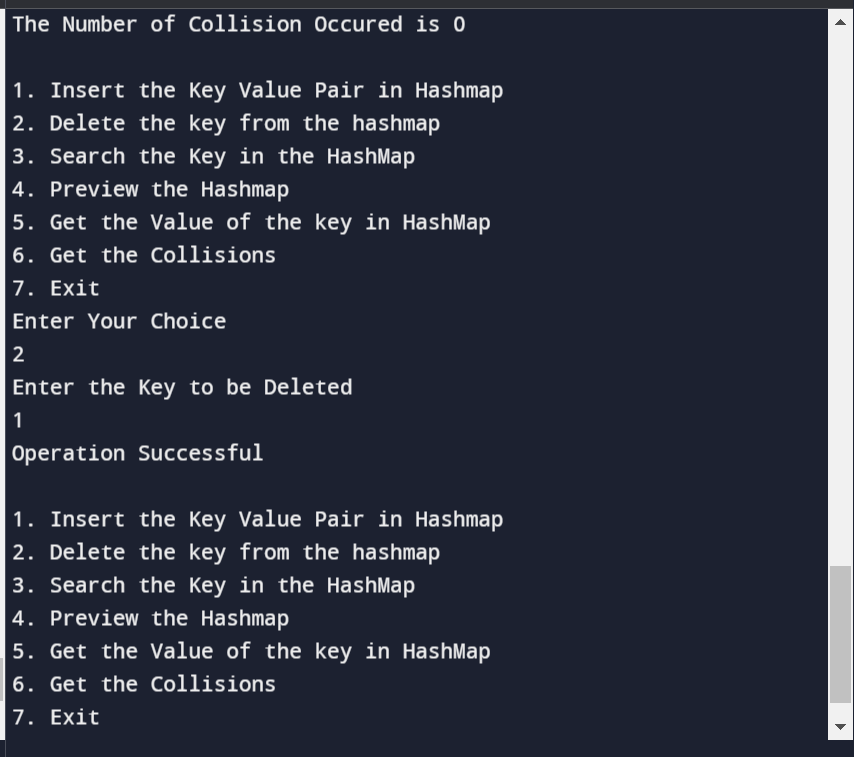 The Number of Collision Occured is 0
1. Insert the Key Value Pair in Hashmap
2. Delete the key from the hashmap
3. Search the Key in the HashMap
4. Preview the Hashmap
5. Get the Value of the key in HashMap
6. Get the Collisions
7. Exit
Enter Your Choice
2
Enter the Key to be Deleted
1
Operation Successful
1. Insert the Key Value Pair in Hashmap
2. Delete the key from the hashmap
3. Search the Key in the HashMap
4. Preview the Hashmap
5. Get the Value of the key in HashMap
6. Get the Collisions
7. Exit